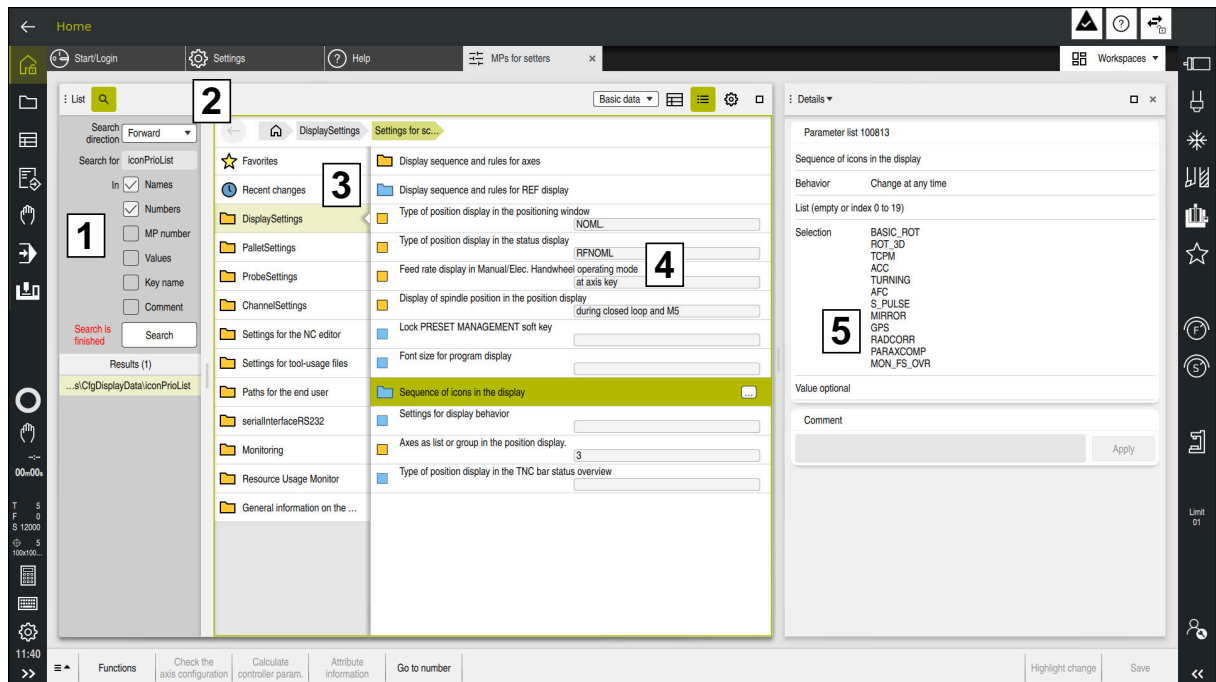 Home
Start/Login
Settings
Help
MPs for setters
Workspaces
List
2
Basic data
Details
Search direction
Forward
Search for
iconPrioList
In
Names
Numbers
MP number
Values
Key name
Comment
1
Search is finished
Search
Results (1)
...s\CfgDisplayData\iconPrioList
DisplaySettings
Settings for sc...
Favorites
Recent changes
3
DisplaySettings
PalletSettings
ProbeSettings
ChannelSettings
Settings for the NC editor
Settings for tool-usage files
Paths for the end user
serialInterfaceRS232
Monitoring
Resource Usage Monitor
General information on the ...
Display sequence and rules for axes
Display sequence and rules for REF display
Type of position display in the positioning window
NOML.
Type of position display in the status display
RFNOML
4
Feed rate display in Manual/Elec. Handwheel operating mode
at axis key
Display of spindle position in the position display
during closed loop and M5
Lock PRESET MANAGEMENT soft key
Font size for program display
Sequence of icons in the display
...
Settings for display behavior
Axes as list or group in the position display.
3
Type of position display in the TNC bar status overview
Parameter list 100813
Sequence of icons in the display
Behavior
Change at any time
List (empty or index 0 to 19)
Selection
BASIC_ROT
ROT_3D
TCPM
ACC
TURNING
AFC
S_PULSE
MIRROR
GPS
RADCORR
PARAXCOMP
MON_FS_OVR
5
Value optional
Comment
Apply
--:--
00m00s
T 5
F 0
S 12000
5
100x100...
11:40
F
S
Limit
01
Functions
Check the
axis configuration
Calculate
controller param.
Attribute
information
Go to number
Highlight change
Save